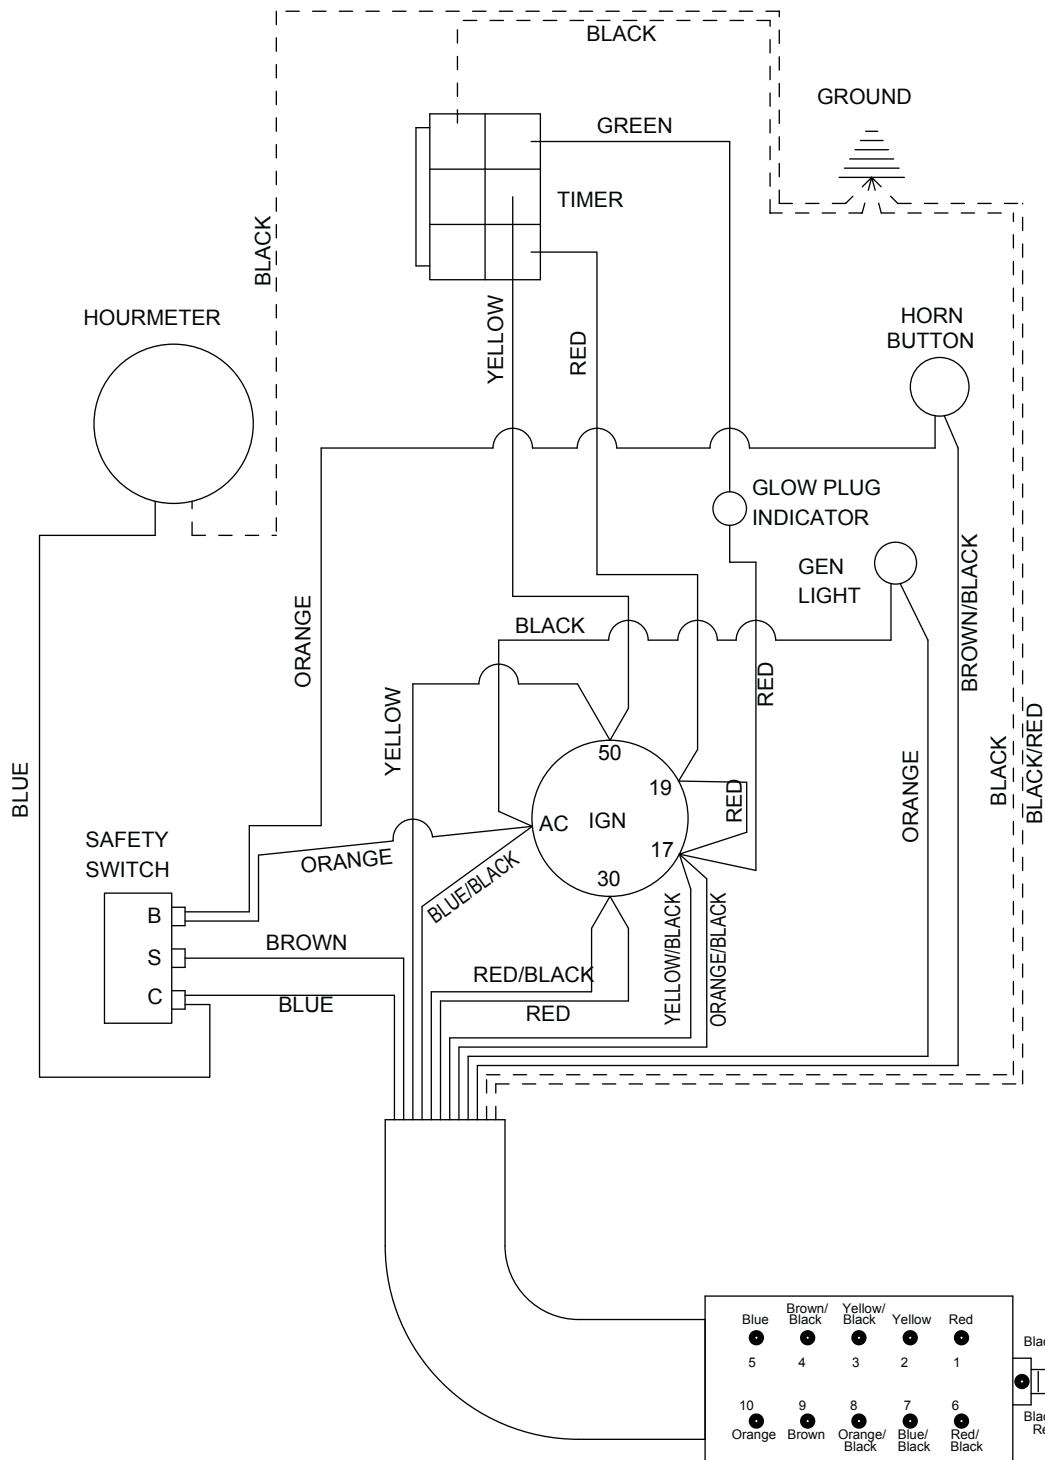 BLACK
GROUND
GREEN
TIMER
BLACK
HOURMETER
YELLOW
RED
HORN
BUTTON
GLOW PLUG
INDICATOR
GEN
LIGHT
ORANGE
BLACK
BROWN/BLACK
RED
YELLOW
BLUE
BLACK
BLACK/RED
ORANGE
50
19
RED
AC
IGN
17
30
SAFETY
SWITCH
ORANGE
BLUE/BLACK
B
S
C
BROWN
BLUE
RED/BLACK
RED
YELLOW/BLACK
ORANGE/BLACK
Blue
Brown/
Black
Yellow/
Black
Yellow
Red
5
4
3
2
1
10
9
8
7
6
Orange
Brown
Orange/
Black
Blue/
Black
Red/
Black